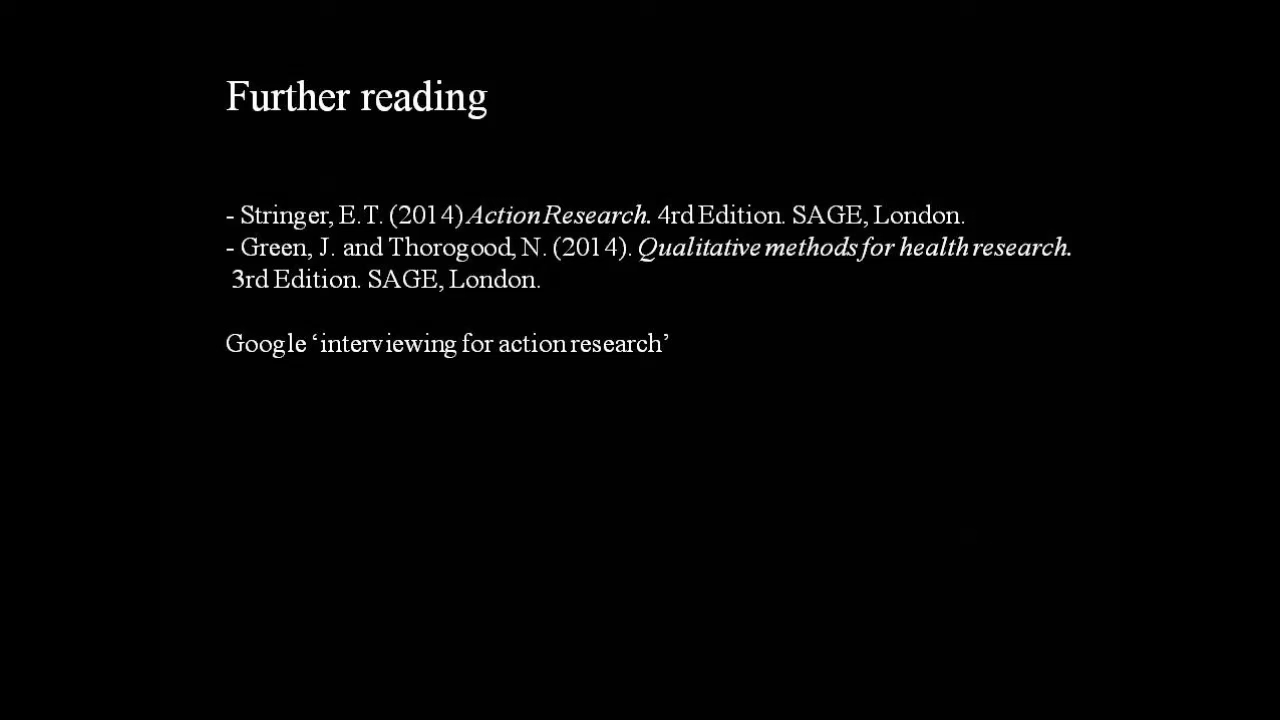 Further reading
- Stringer, E.T. (2014) Action Research. 4rd Edition. SAGE, London.
- Green, J. and Thorogood, N. (2014). Qualitative methods for health research.
3rd Edition. SAGE, London.
Google ‘interviewing for action research’